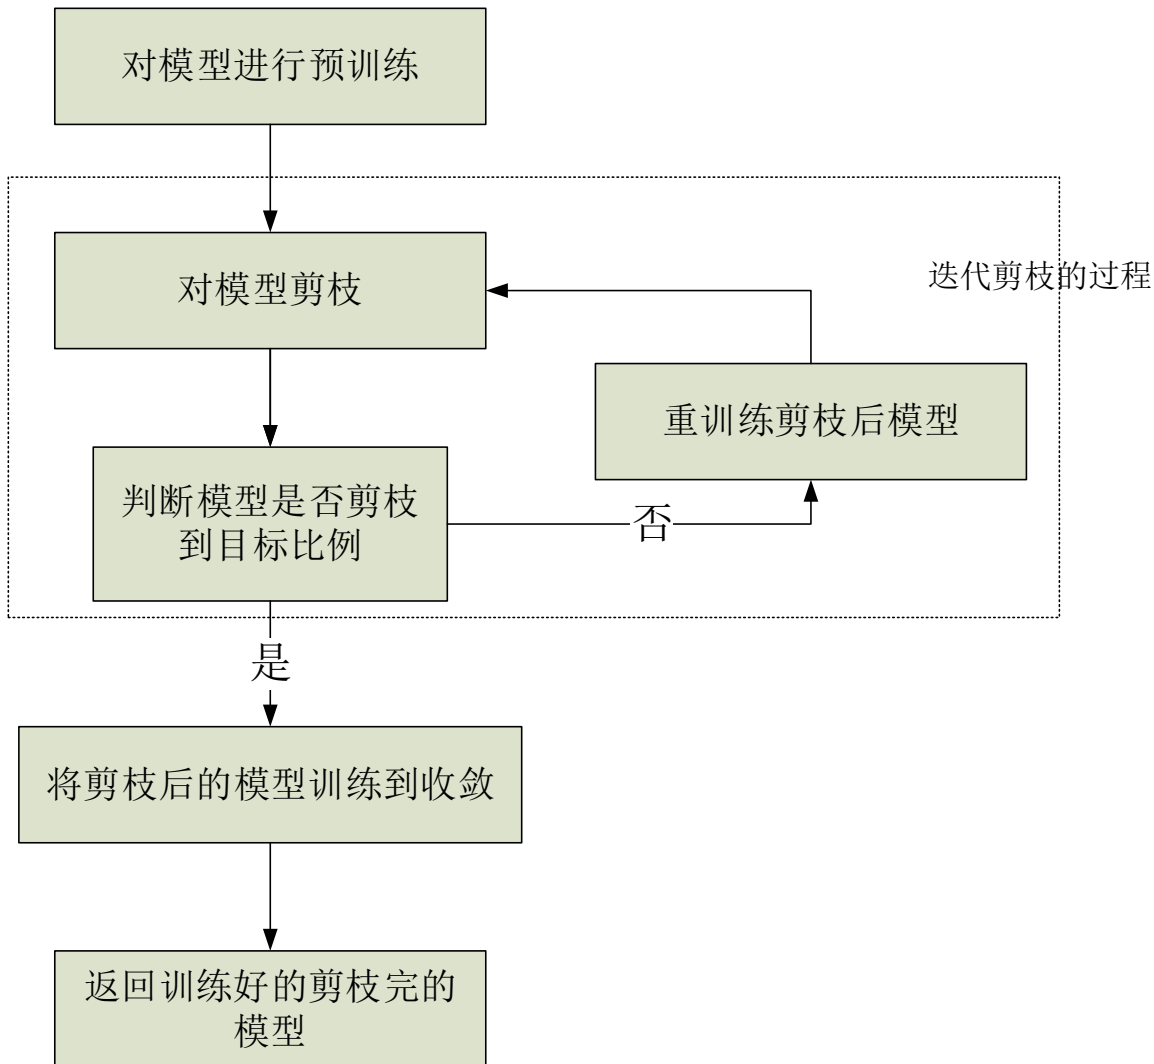 对模型进行预训练
对模型剪枝
迭代剪枝的过程
重训练剪枝后模型
判断模型是否剪枝
到目标比例
否
是
将剪枝后的模型训练到收敛
返回训练好的剪枝完的
模型